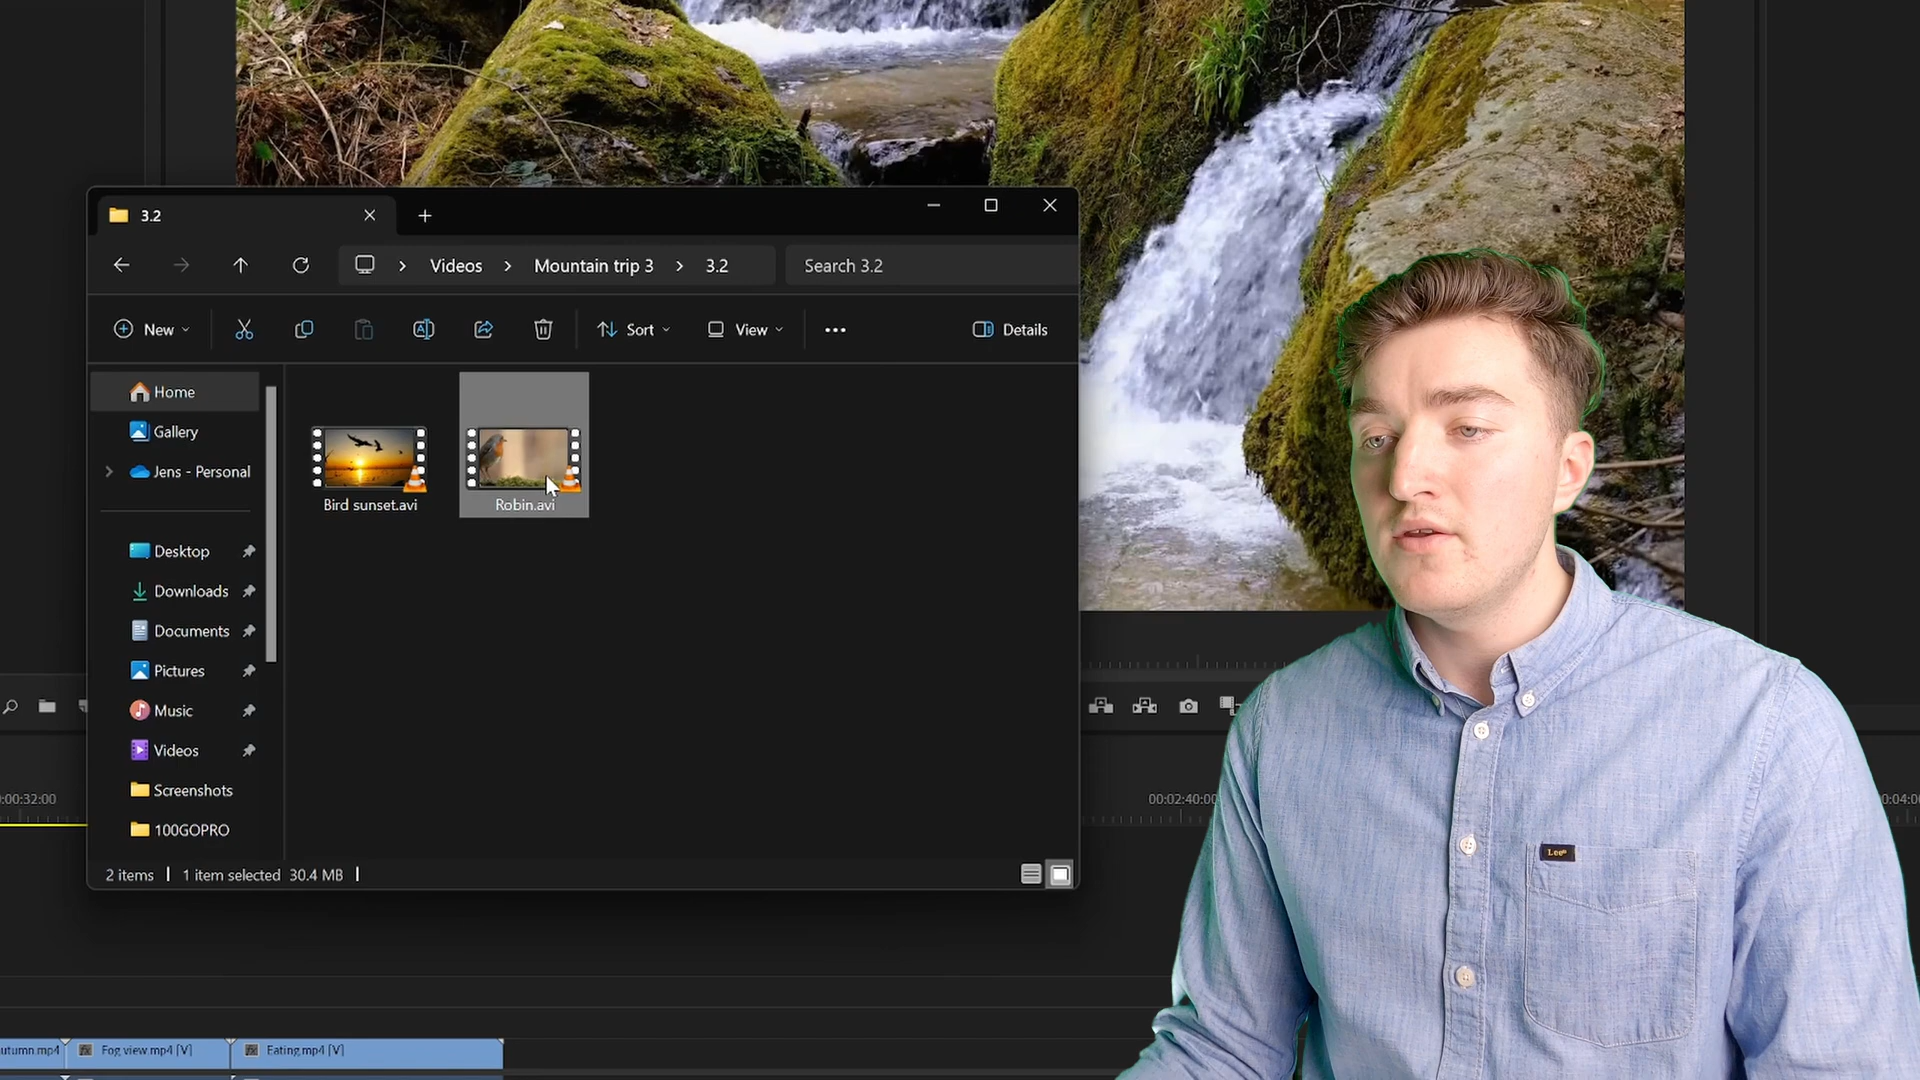 3.2
Videos > Mountain trip 3 > 3.2
Search 3.2
New
Sort
View
Details
Home
Gallery
Jens - Personal
Desktop
Downloads
Documents
Pictures
Music
Videos
Screenshots
100GOPRO
Bird sunset.avi
Robin.avi
2 items | 1 item selected 30.4 MB |
:00:32:00
00:02:40:00
0:04:00
utumn.mp4
Fog view.mp4 [V]
Eating.mp4 [V]
Lee